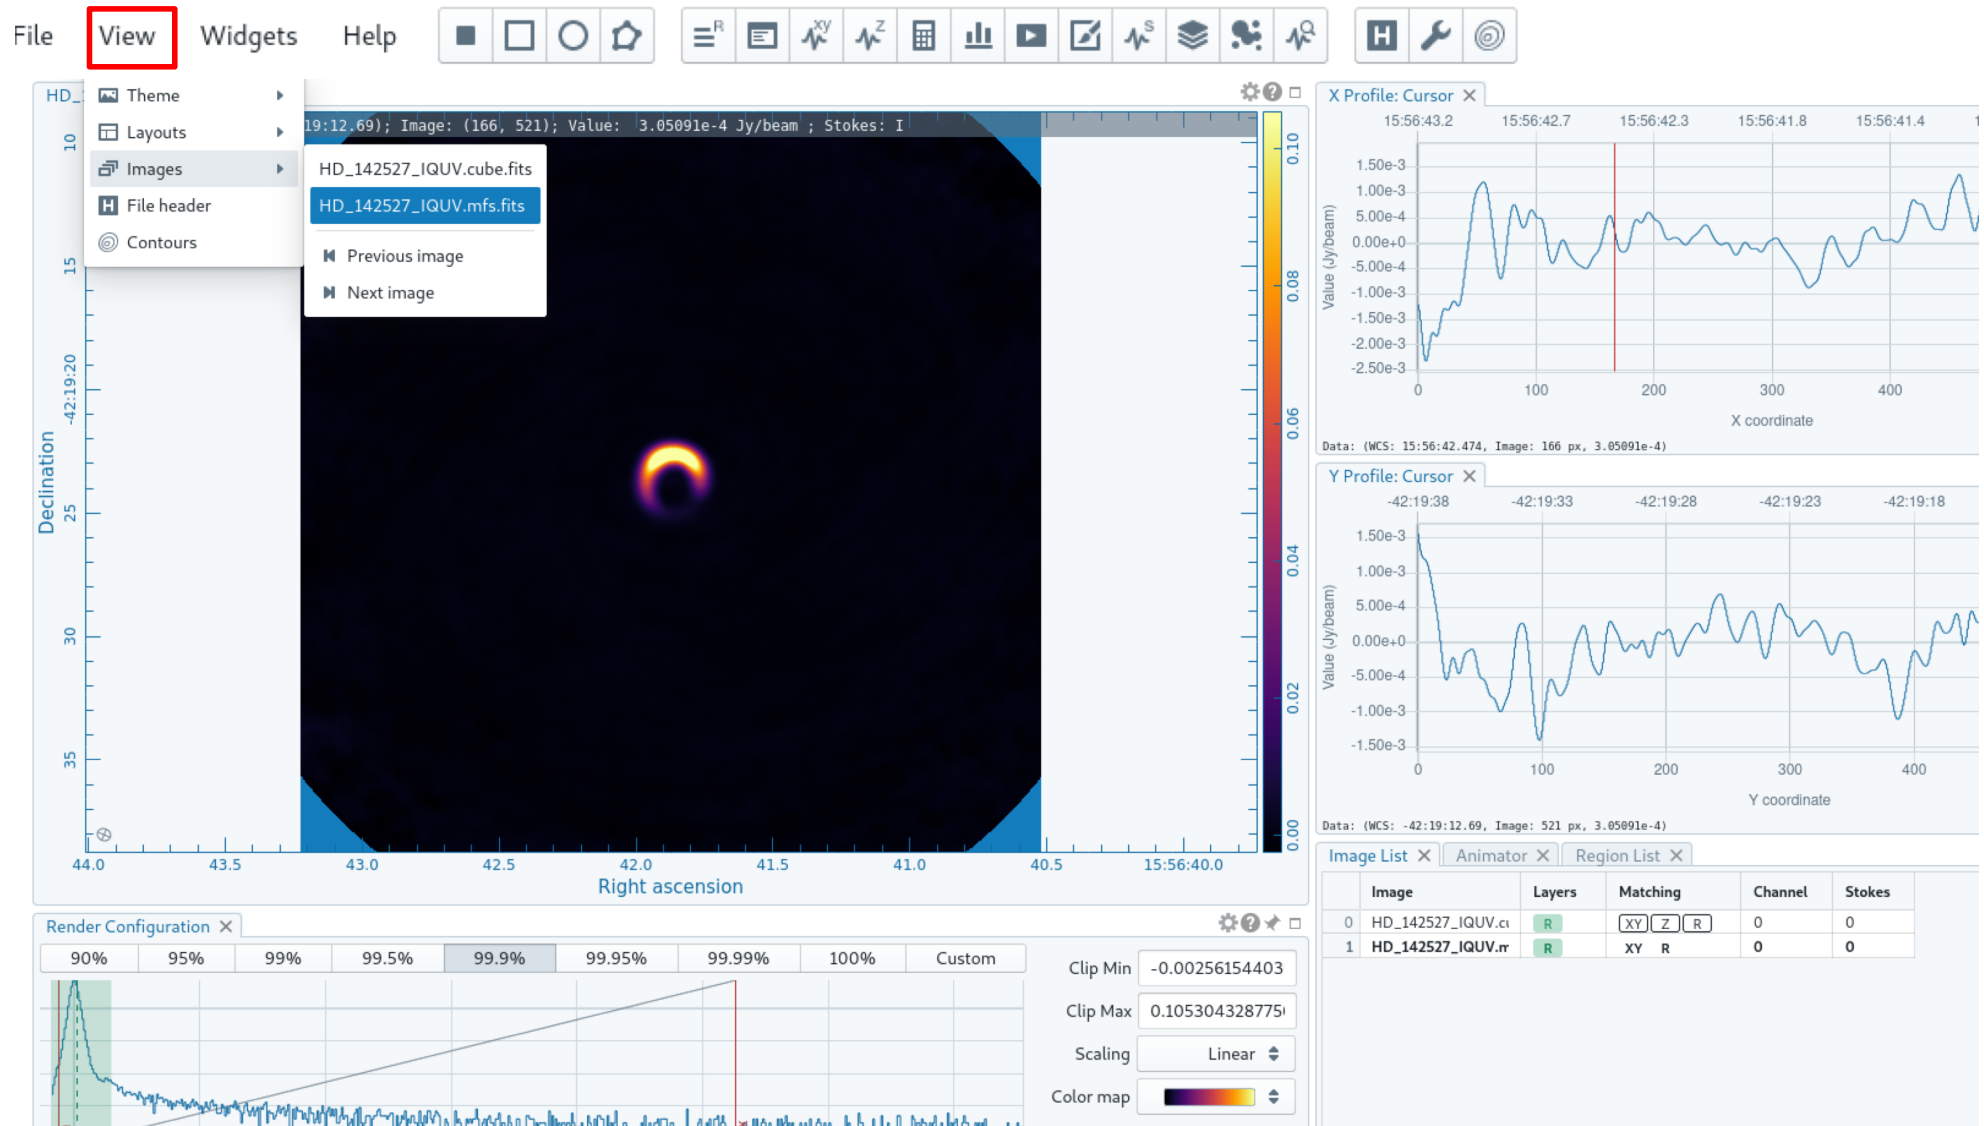 File View Widgets Help
R XY Z S Q H
HD_
Theme
Layouts
Images
File header
Contours
HD_142527_IQUV.cube.fits
HD_142527_IQUV.mfs.fits
Previous image
Next image
19:12.69); Image: (166, 521); Value: 3.05091e-4 Jy/beam ; Stokes: I
Declination
10
15
-42:19:20
25
30
35
44.0 43.5 43.0 42.5 42.0 41.5 41.0 40.5 15:56:40.0
Right ascension
0.10
0.08
0.06
0.04
0.02
0.00
X Profile: Cursor
15:56:43.2 15:56:42.7 15:56:42.3 15:56:41.8 15:56:41.4
Value (Jy/beam)
1.50e-3
1.00e-3
5.00e-4
0.00e+0
-5.00e-4
-1.00e-3
-1.50e-3
-2.00e-3
-2.50e-3
0 100 200 300 400
X coordinate
Data: (WCS: 15:56:42.474, Image: 166 px, 3.05091e-4)
Y Profile: Cursor
-42:19:38 -42:19:33 -42:19:28 -42:19:23 -42:19:18
Value (Jy/beam)
1.50e-3
1.00e-3
5.00e-4
0.00e+0
-5.00e-4
-1.00e-3
-1.50e-3
0 100 200 300 400
Y coordinate
Data: (WCS: -42:19:12.69, Image: 521 px, 3.05091e-4)
Image List Animator Region List
Image Layers Matching Channel Stokes
0 HD_142527_IQUV.cu R XY Z R 0 0
1 HD_142527_IQUV.m R XY R 0 0
Render Configuration
90% 95% 99% 99.5% 99.9% 99.95% 99.99% 100% Custom
Clip Min -0.00256154403
Clip Max 0.105304328775
Scaling Linear
Color map